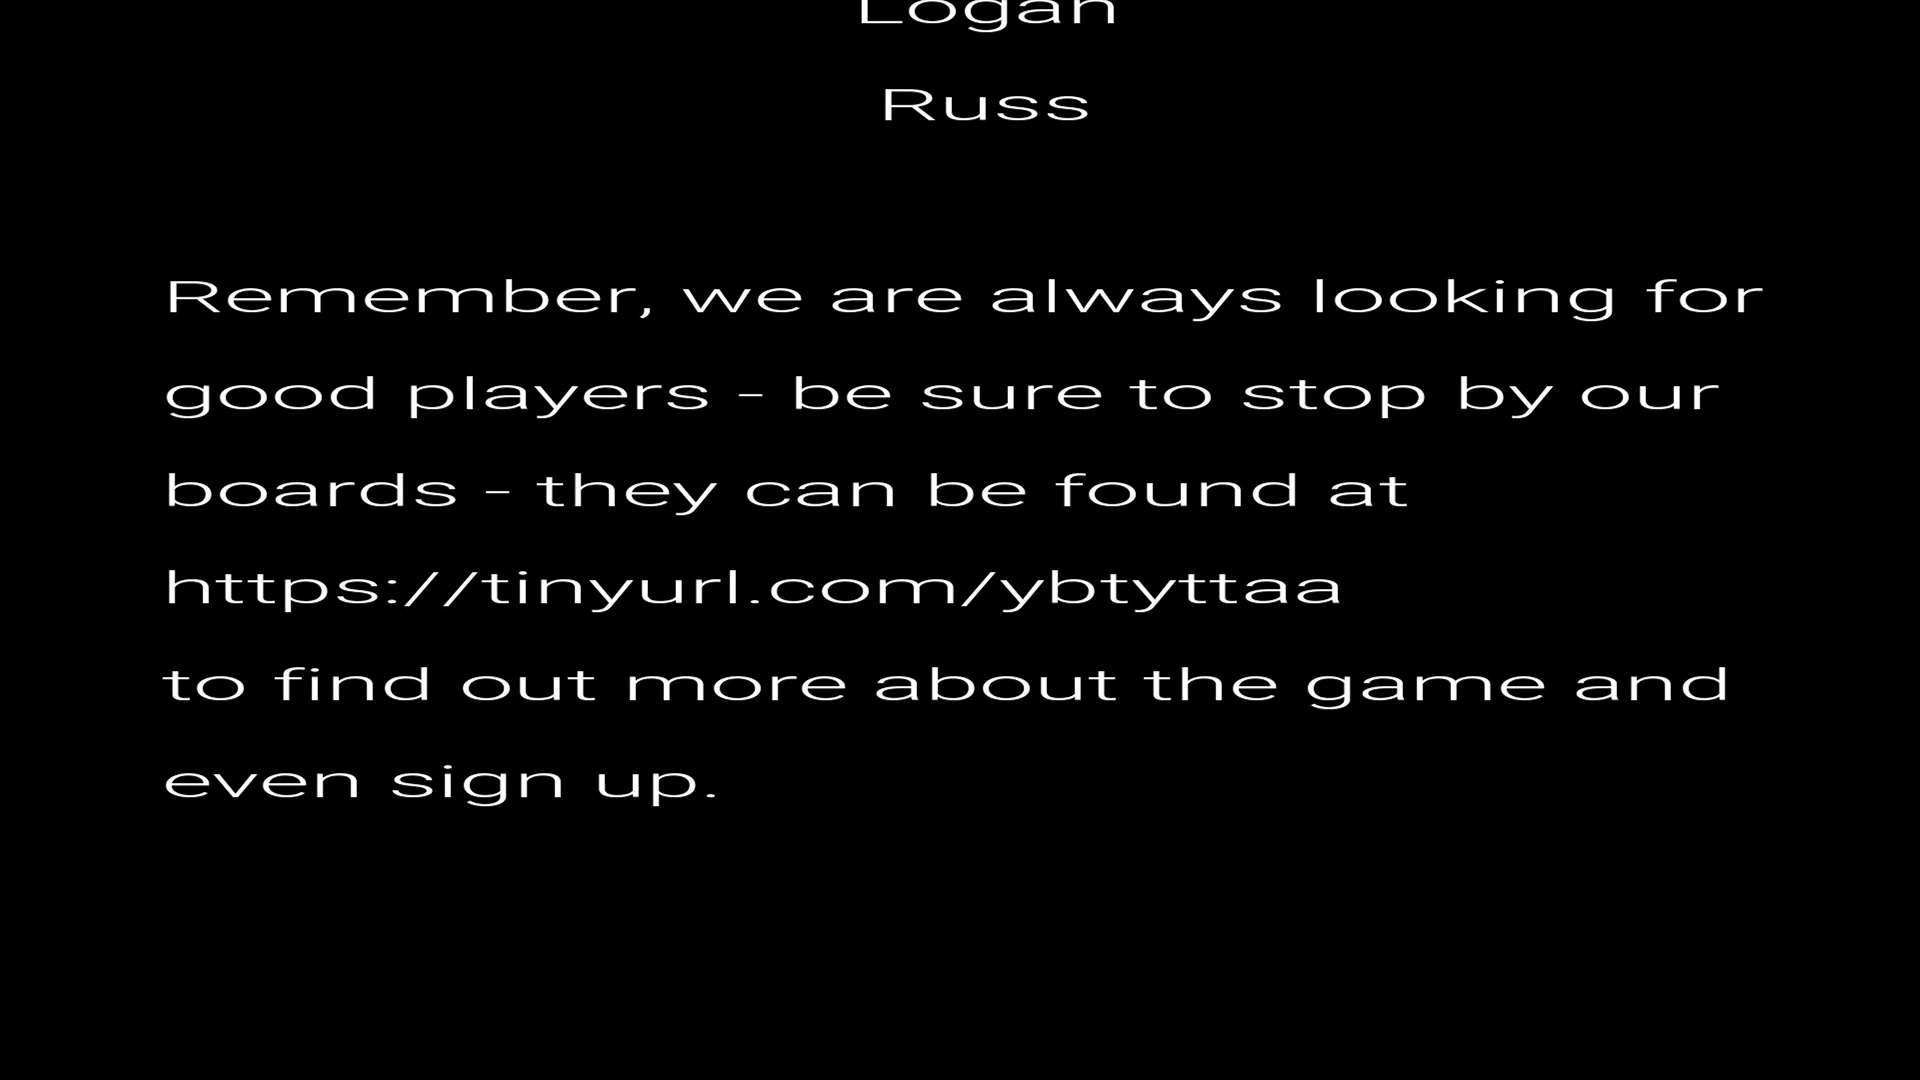 Logan
Russ
Remember, we are always looking for
good players - be sure to stop by our
boards - they can be found at
https://tinyurl.com/ybtyttaa
to find out more about the game and
even sign up.